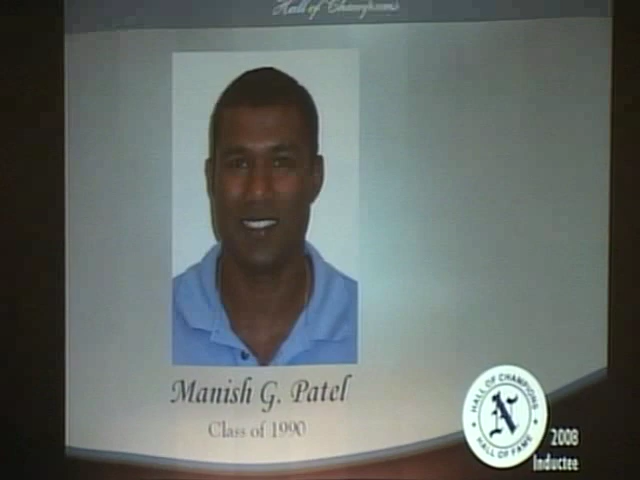 Hall of Champions
Manish G. Patel
Class of 1990
HALL OF CHAMPIONS
N
HALL OF FAME
2008
Inductee